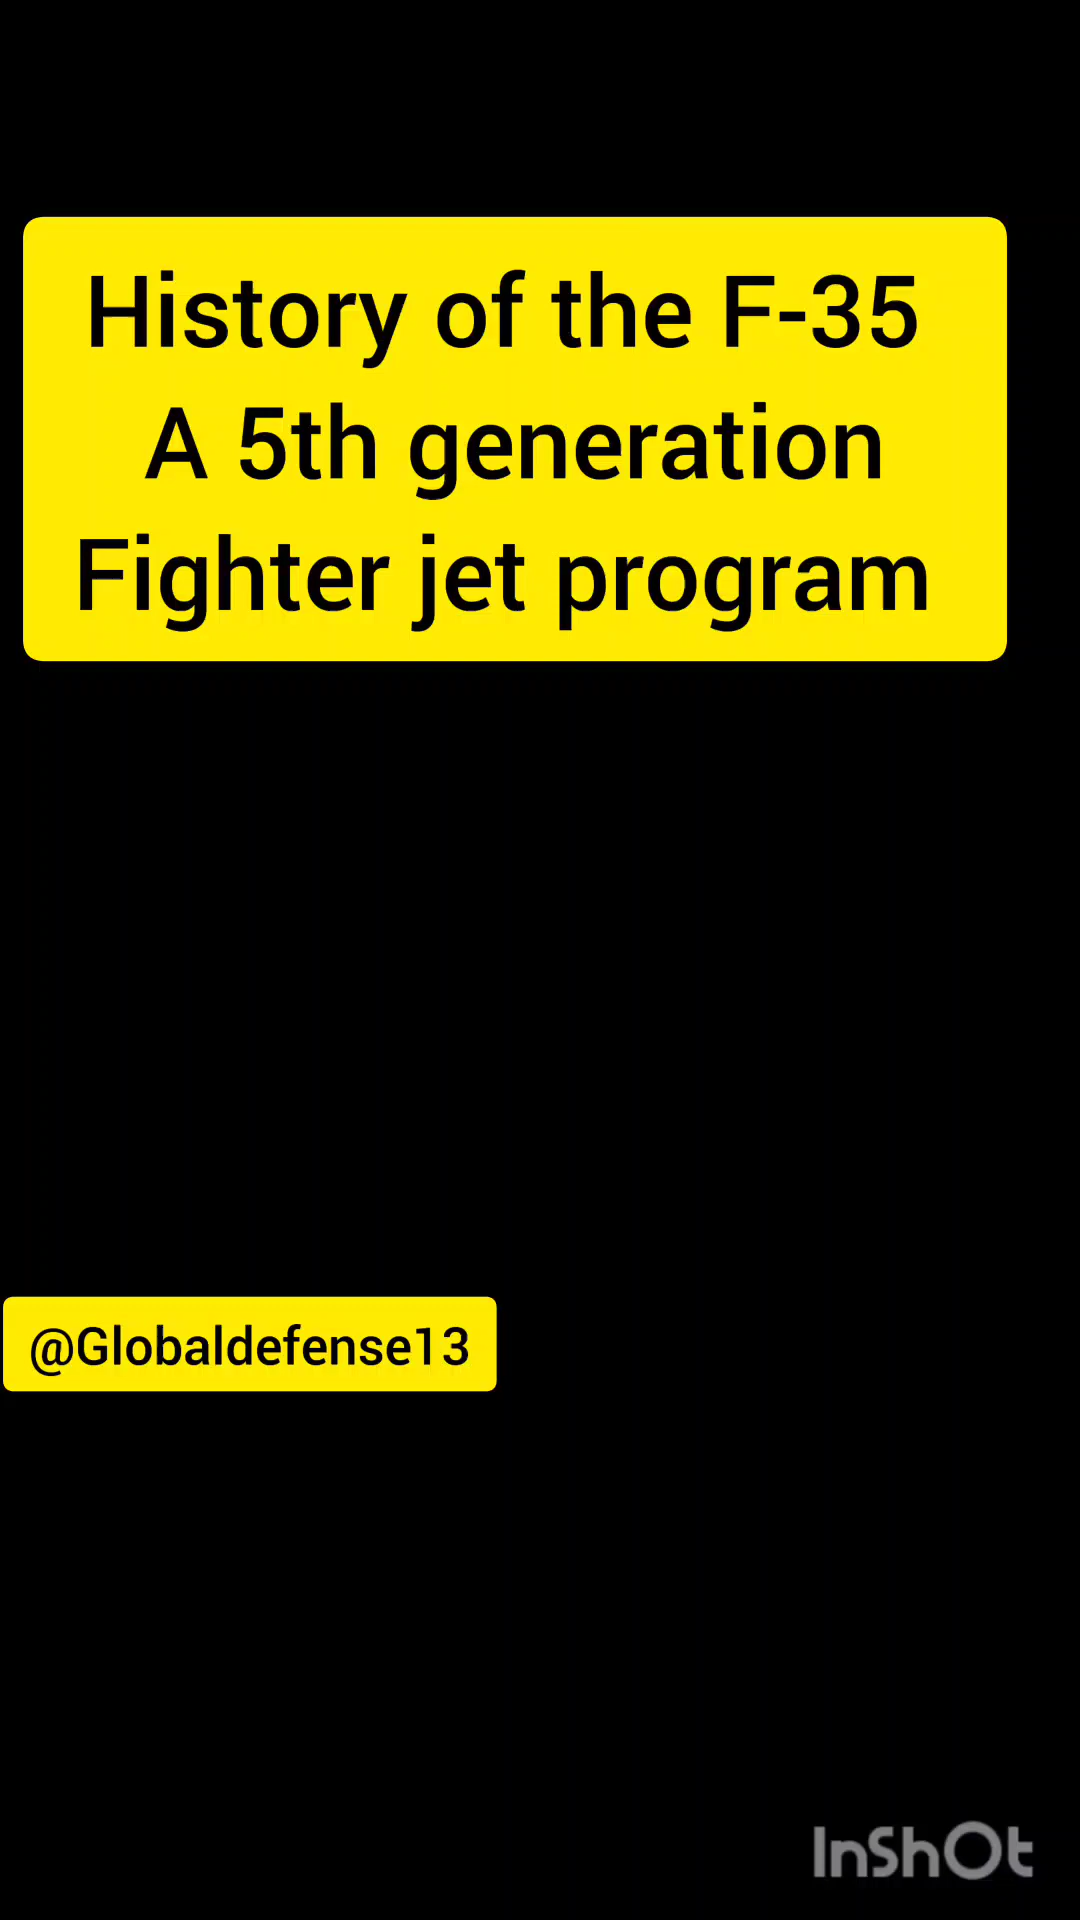 History of the F-35
A 5th generation
Fighter jet program
@Globaldefense13
InShOt